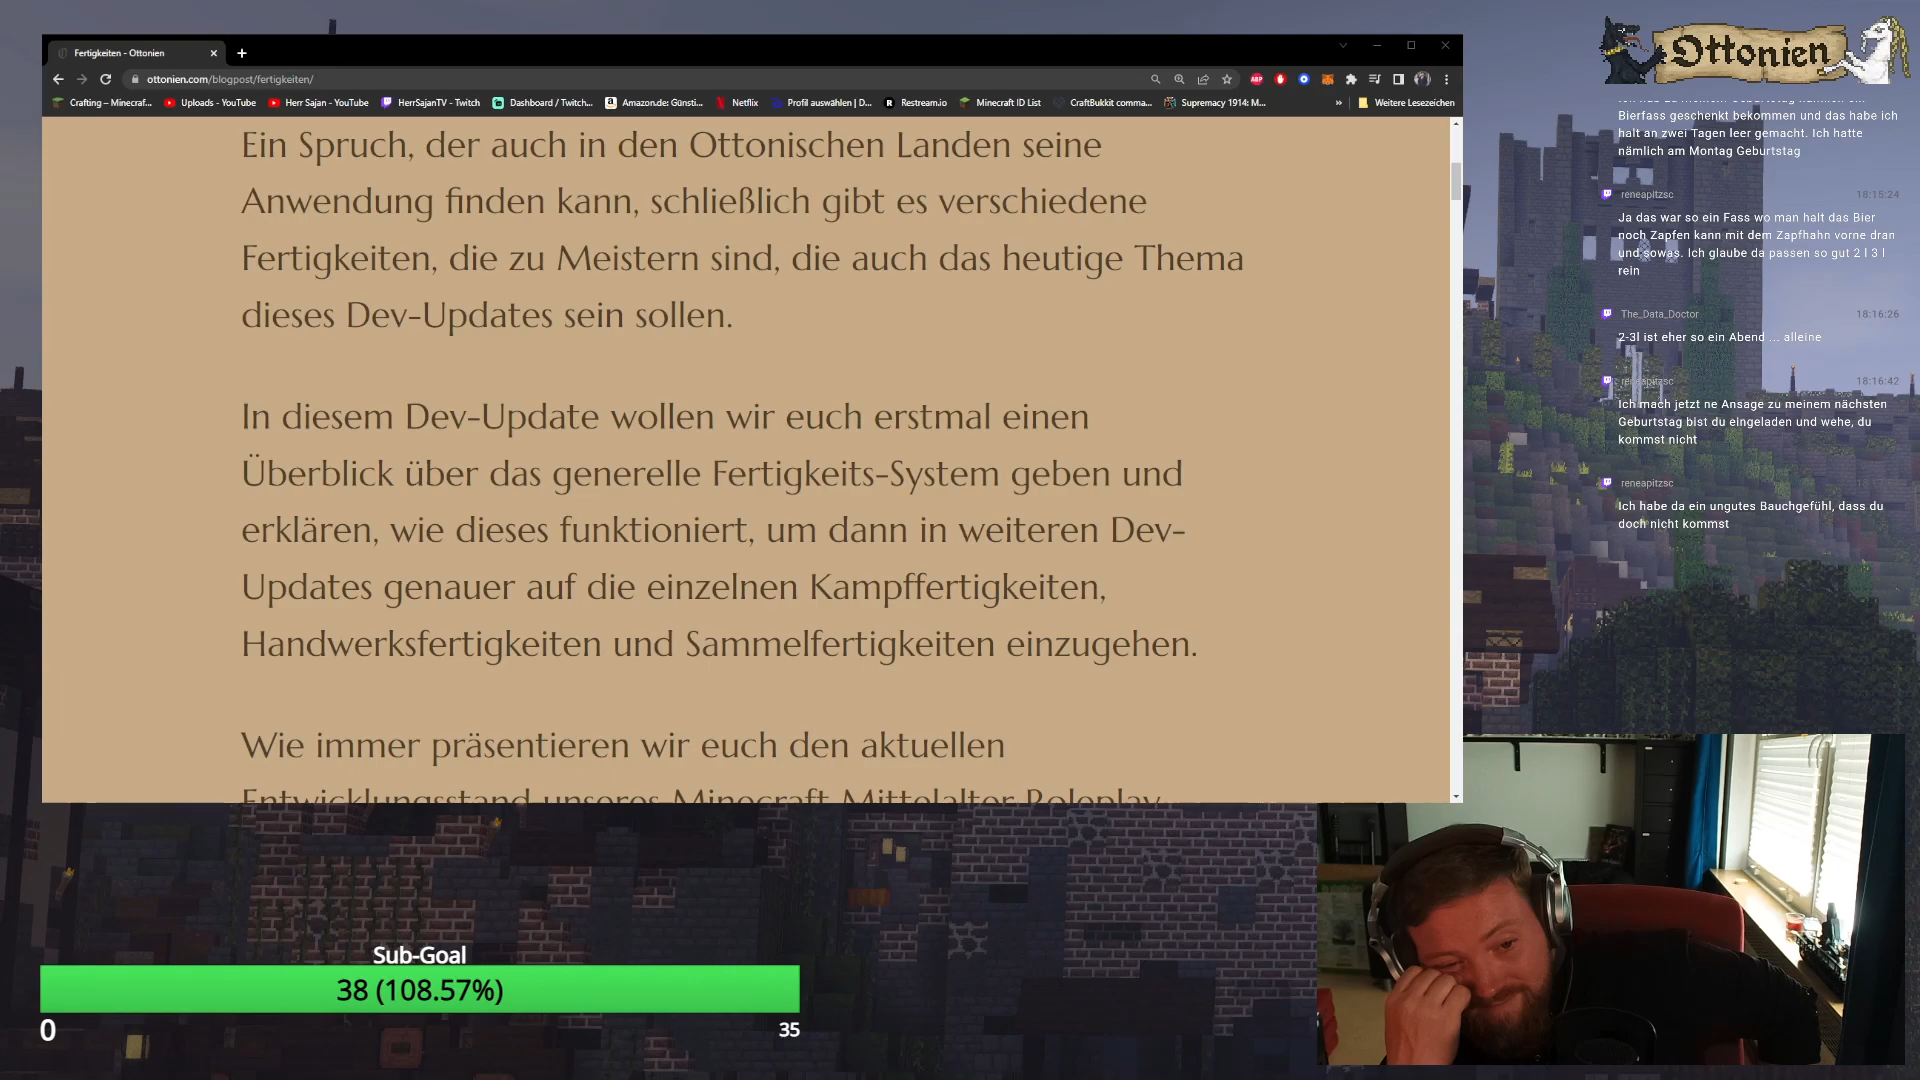 Fertigkeiten - Ottonien
ottonien.com/blogpost/fertigkeiten/
Crafting – Minecraf...
Uploads - YouTube
Herr Sajan - YouTube
HerrSajanTV - Twitch
Dashboard / Twitch...
Amazon.de: Günsti...
Netflix
Profil auswählen | D...
Restream.io
Minecraft ID List
CraftBukkit comma...
Supremacy 1914: M...
»
Weitere Lesezeichen
Ein Spruch, der auch in den Ottonischen Landen seine
Anwendung finden kann, schließlich gibt es verschiedene
Fertigkeiten, die zu Meistern sind, die auch das heutige Thema
dieses Dev-Updates sein sollen.
In diesem Dev-Update wollen wir euch erstmal einen
Überblick über das generelle Fertigkeits-System geben und
erklären, wie dieses funktioniert, um dann in weiteren Dev-
Updates genauer auf die einzelnen Kampffertigkeiten,
Handwerksfertigkeiten und Sammelfertigkeiten einzugehen.
Wie immer präsentieren wir euch den aktuellen
Entwicklungsstand unseres Minecraft Mittelalter Roleplay
Ottonien
Bierfass geschenkt bekommen und das habe ich
halt an zwei Tagen leer gemacht. Ich hatte
nämlich am Montag Geburtstag
reneapitzsc 18:15:24
Ja das war so ein Fass wo man halt das Bier
noch Zapfen kann mit dem Zapfhahn vorne dran
und sowas. Ich glaube da passen so gut 2 l 3 l
rein
The_Data_Doctor 18:16:26
2-3l ist eher so ein Abend ... alleine
reneapitzsc 18:16:42
Ich mach jetzt ne Ansage zu meinem nächsten
Geburtstag bist du eingeladen und wehe, du
kommst nicht
reneapitzsc
Ich habe da ein ungutes Bauchgefühl, dass du
doch nicht kommst
Sub-Goal
38 (108.57%)
0
35